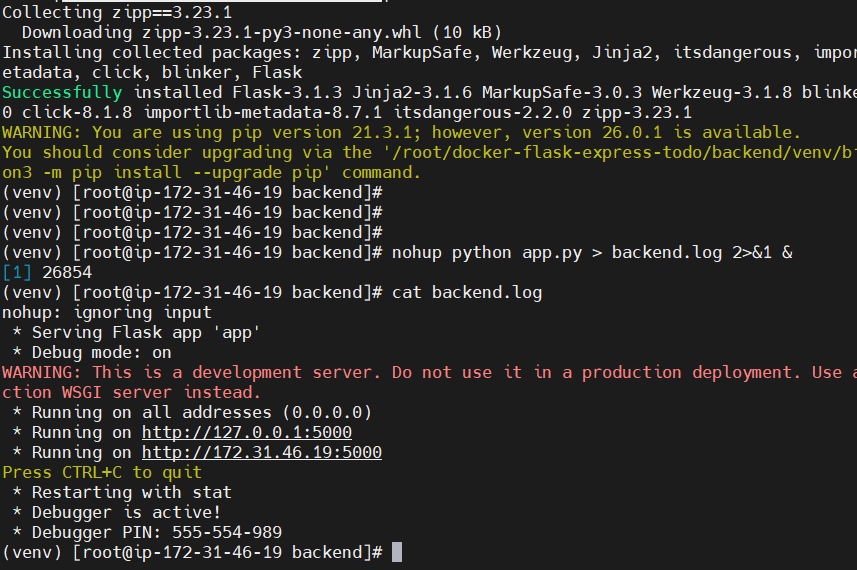 Collecting zipp==3.23.1
  Downloading zipp-3.23.1-py3-none-any.whl (10 kB)
Installing collected packages: zipp, MarkupSafe, Werkzeug, Jinja2, itsdangerous, impor
etadata, click, blinker, Flask
Successfully installed Flask-3.1.3 Jinja2-3.1.6 MarkupSafe-3.0.3 Werkzeug-3.1.8 blinke
0 click-8.1.8 importlib-metadata-8.7.1 itsdangerous-2.2.0 zipp-3.23.1
WARNING: You are using pip version 21.3.1; however, version 26.0.1 is available.
You should consider upgrading via the '/root/docker-flask-express-todo/backend/venv/bi
on3 -m pip install --upgrade pip' command.
(venv) [root@ip-172-31-46-19 backend]#
(venv) [root@ip-172-31-46-19 backend]#
(venv) [root@ip-172-31-46-19 backend]#
(venv) [root@ip-172-31-46-19 backend]# nohup python app.py > backend.log 2>&1 &
[1] 26854
(venv) [root@ip-172-31-46-19 backend]# cat backend.log
nohup: ignoring input
 * Serving Flask app 'app'
 * Debug mode: on
WARNING: This is a development server. Do not use it in a production deployment. Use a
ction WSGI server instead.
 * Running on all addresses (0.0.0.0)
 * Running on http://127.0.0.1:5000
 * Running on http://172.31.46.19:5000
Press CTRL+C to quit
 * Restarting with stat
 * Debugger is active!
 * Debugger PIN: 555-554-989
(venv) [root@ip-172-31-46-19 backend]#